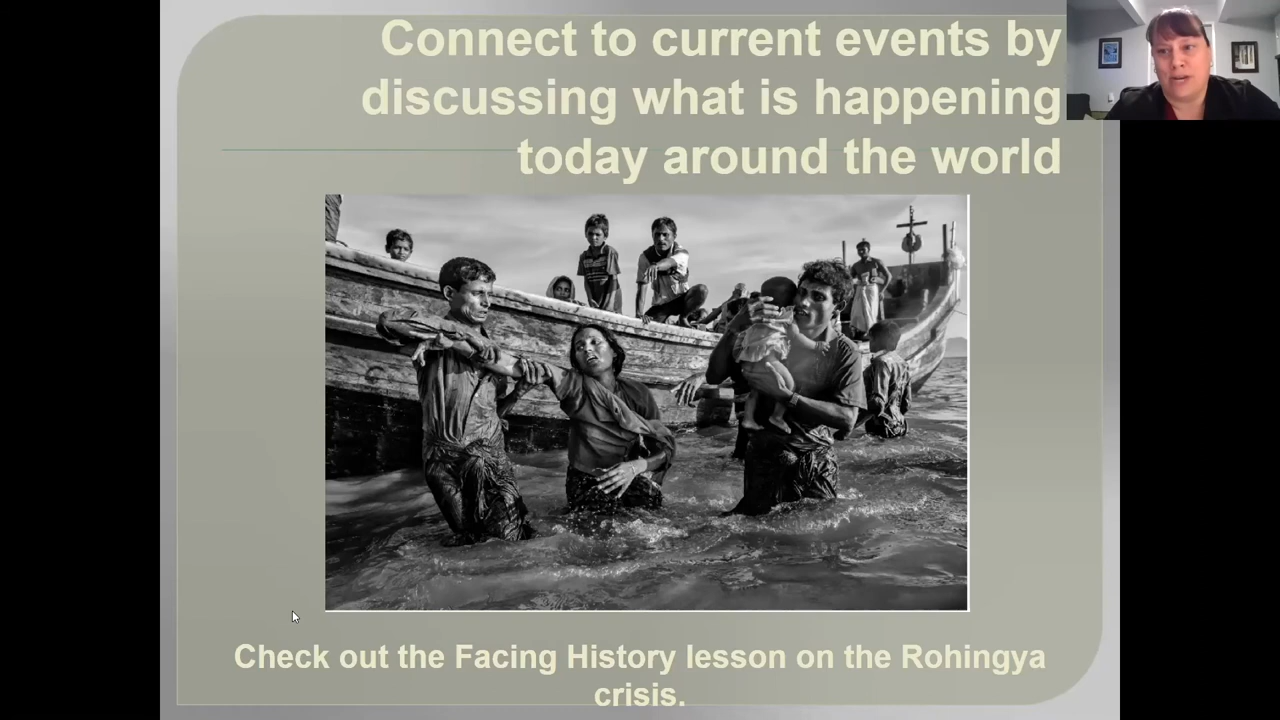 Connect to current events by
discussing what is happening
today around the world
Check out the Facing History lesson on the Rohingya
crisis.